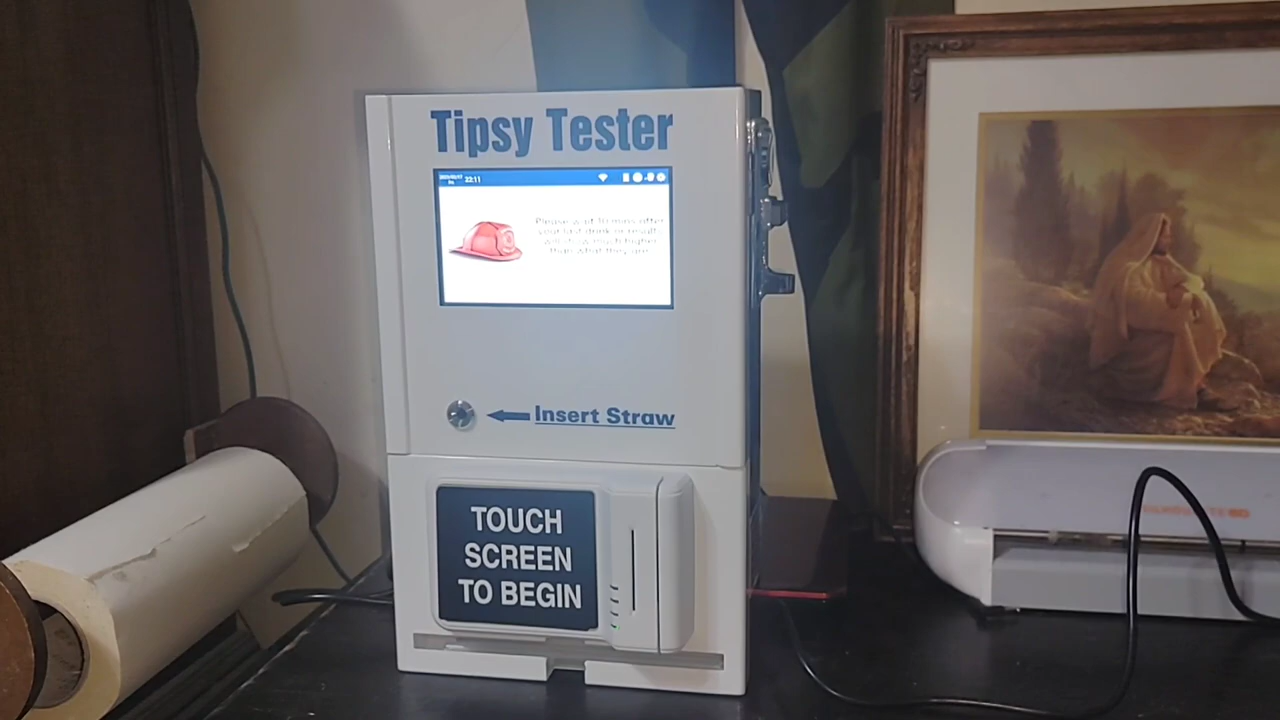 Tipsy Tester
22:11
Please wait 10 mins after
your last drink or results
will show much higher
than what they are
Insert Straw
TOUCH
SCREEN
TO BEGIN